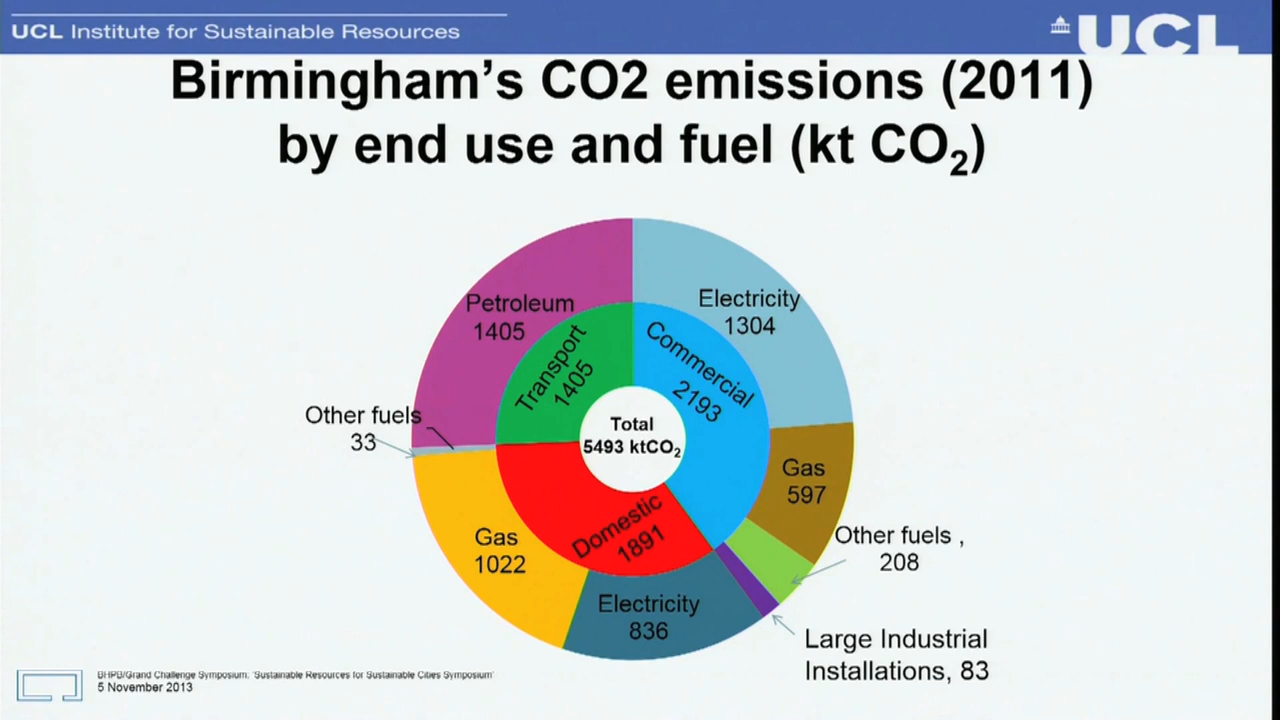 UCL Institute for Sustainable Resources
UCL
Birmingham's CO2 emissions (2011)
by end use and fuel (kt CO₂)
Petroleum
1405
Electricity
1304
Transport
1405
Commercial
2193
Other fuels
33
Total
5493 ktCO₂
Gas
597
Domestic
1891
Gas
1022
Other fuels ,
208
Electricity
836
Large Industrial
Installations, 83
BHPB/Grand Challenge Symposium: 'Sustainable Resources for Sustainable Cities Symposium'
5 November 2013